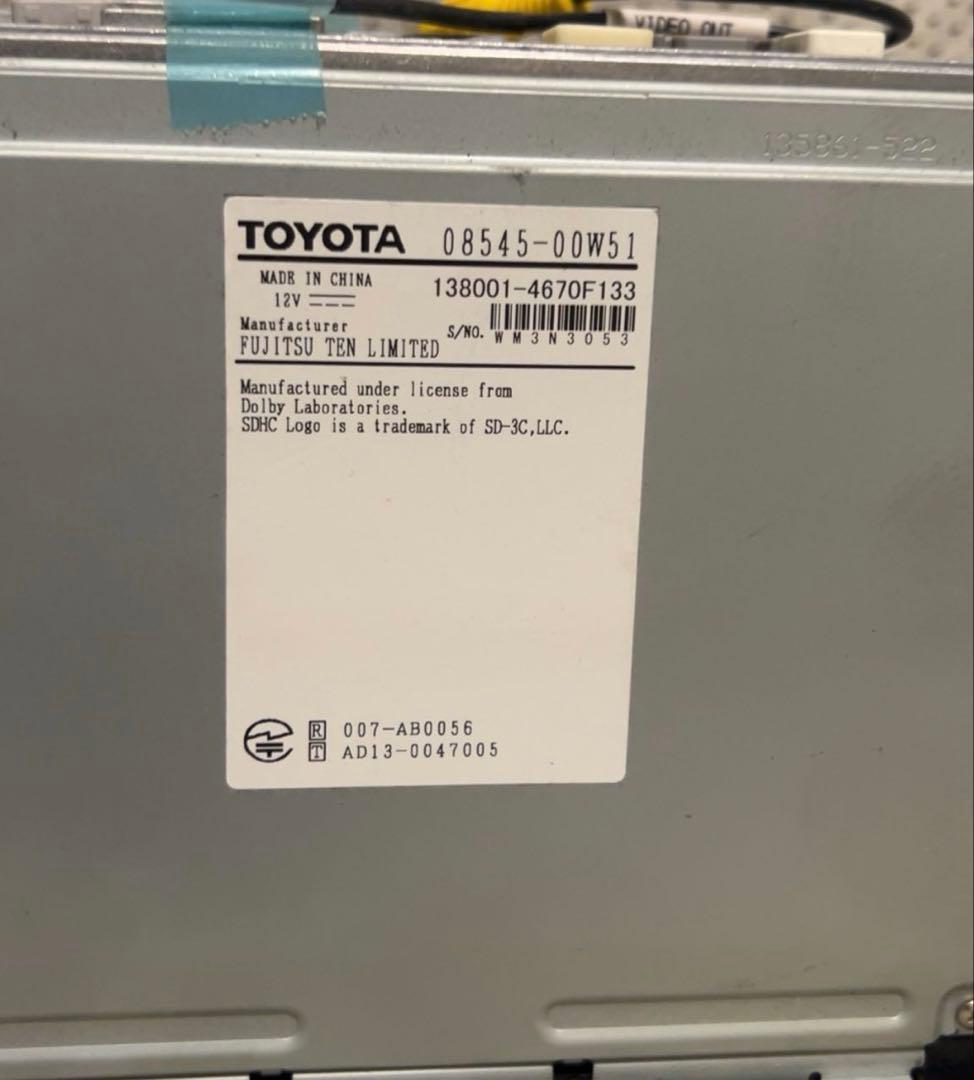 VIDEO OUT
135861-522
TOYOTA 08545-00W51
MADE IN CHINA 138001-4670F133
12V
Manufacturer S/NO. WM3N3053
FUJITSU TEN LIMITED
Manufactured under license from
Dolby Laboratories.
SDHC Logo is a trademark of SD-3C,LLC.
R 007-AB0056
T AD13-0047005